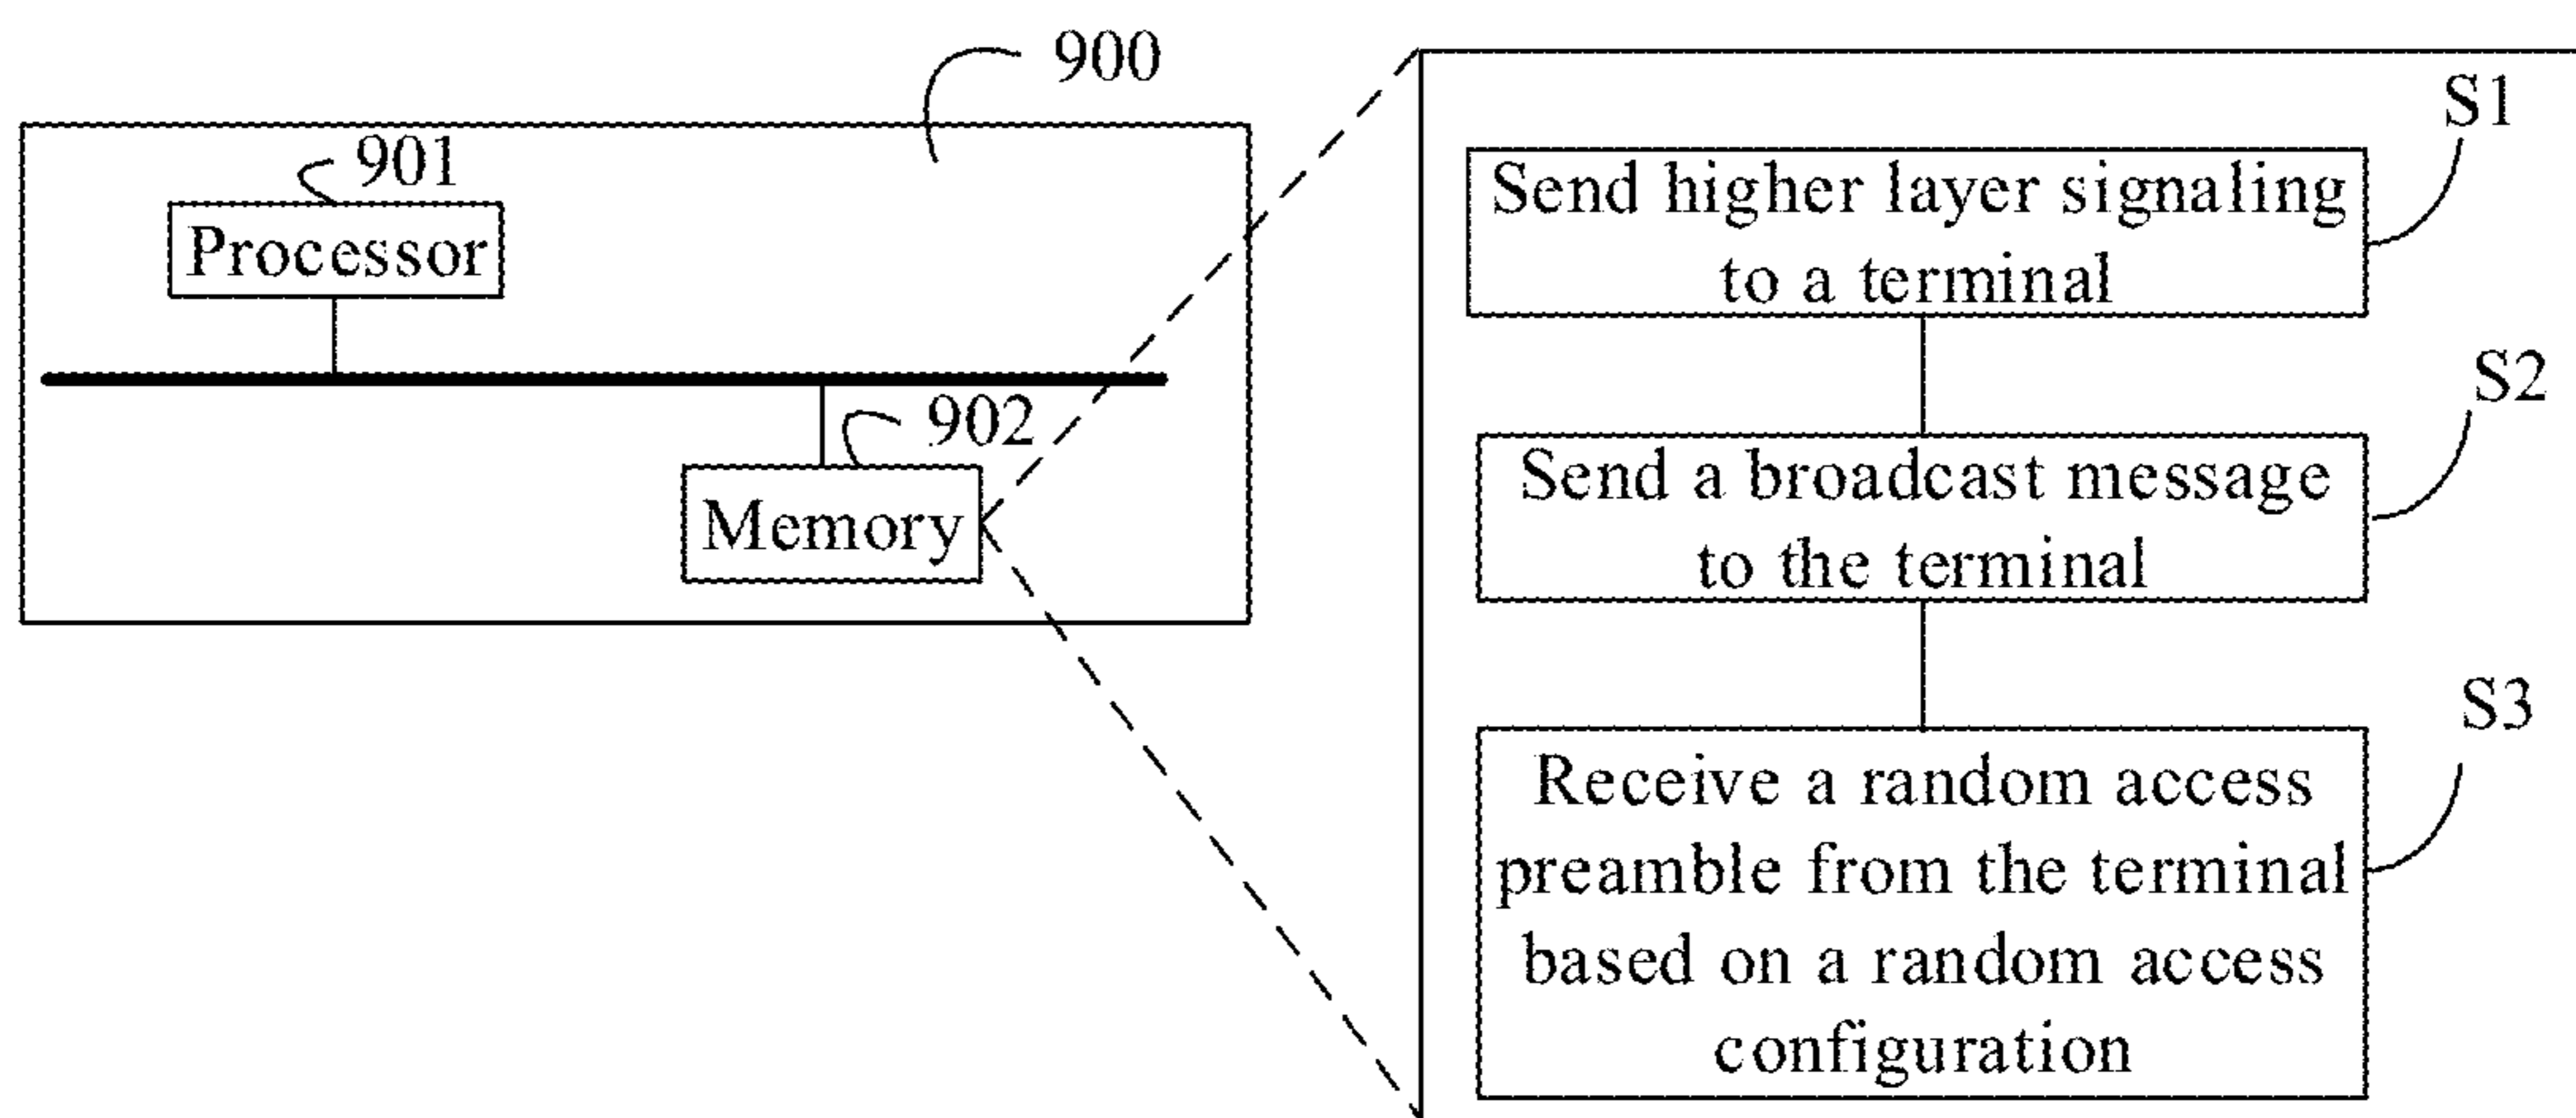 900
901
Processor
902
Memory
S1
Send higher layer signaling
to a terminal
S2
Send a broadcast message
to the terminal
S3
Receive a random access
preamble from the terminal
based on a random access
configuration